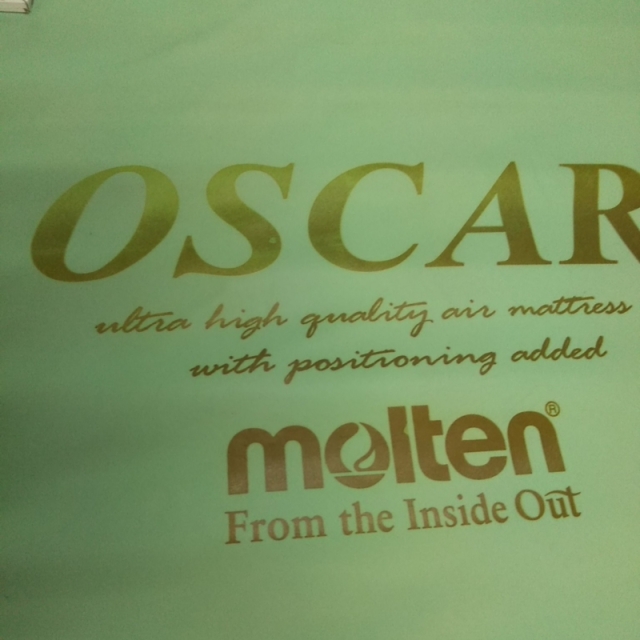 OSCAR
ultra high quality air mattress
with positioning added
molten®
From the Inside Out